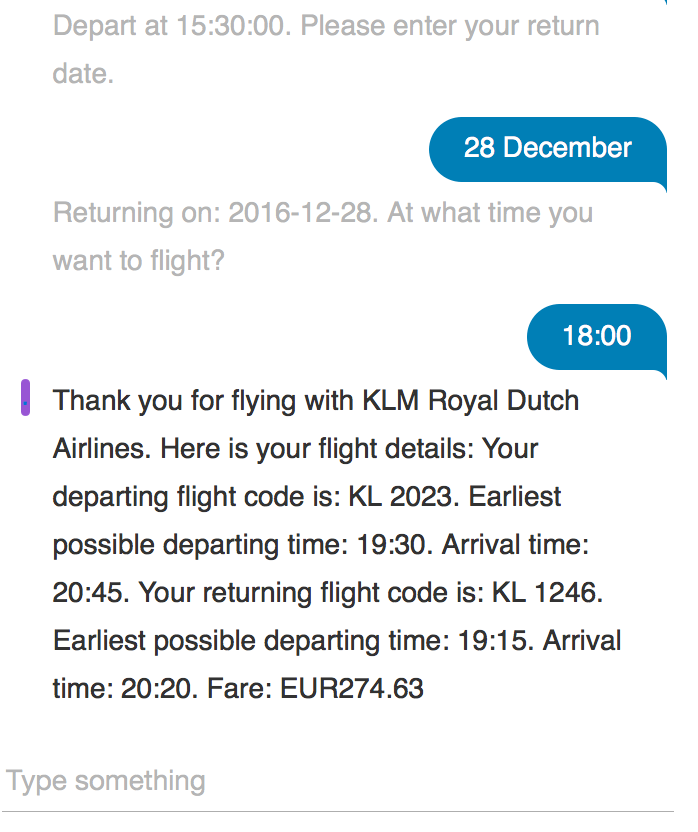 Depart at 15:30:00. Please enter your return
date.
28 December
Returning on: 2016-12-28. At what time you
want to flight?
18:00
Thank you for flying with KLM Royal Dutch
Airlines. Here is your flight details: Your
departing flight code is: KL 2023. Earliest
possible departing time: 19:30. Arrival time:
20:45. Your returning flight code is: KL 1246.
Earliest possible departing time: 19:15. Arrival
time: 20:20. Fare: EUR274.63
Type something